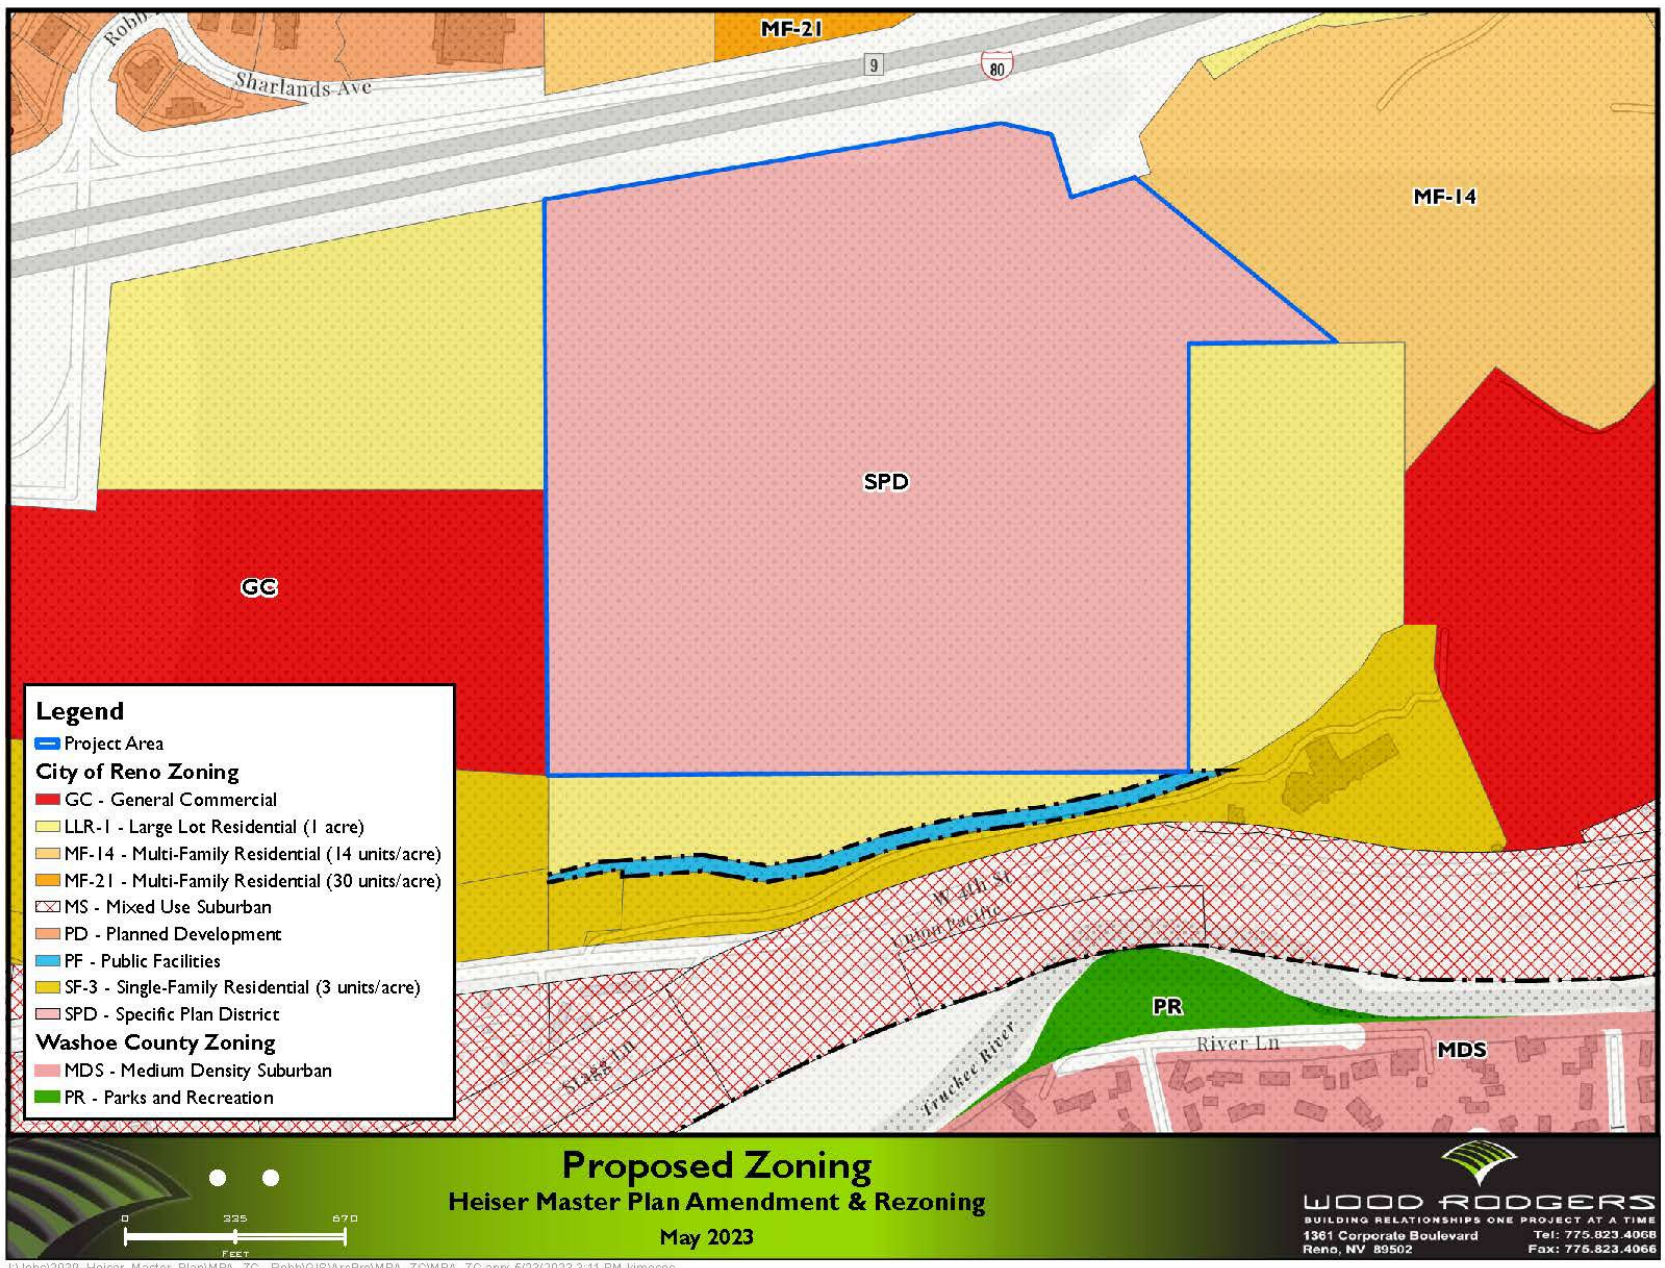 MF-21
Robb
9
80
Sharlands Ave
MF-14
SPD
GC
Legend
Project Area
City of Reno Zoning
GC - General Commercial
LLR-1 - Large Lot Residential (1 acre)
MF-14 - Multi-Family Residential (14 units/acre)
MF-21 - Multi-Family Residential (30 units/acre)
MS - Mixed Use Suburban
PD - Planned Development
PF - Public Facilities
SF-3 - Single-Family Residential (3 units/acre)
SPD - Specific Plan District
Washoe County Zoning
MDS - Medium Density Suburban
PR - Parks and Recreation
W 4th St
Union Pacific
PR
River Ln
MDS
Stagg Ln
Truckee River
Proposed Zoning
Heiser Master Plan Amendment & Rezoning
May 2023
0 335 670
FEET
WOOD RODGERS
BUILDING RELATIONSHIPS ONE PROJECT AT A TIME
1361 Corporate Boulevard Tel: 775.823.4068
Reno, NV 89502 Fax: 775.823.4066